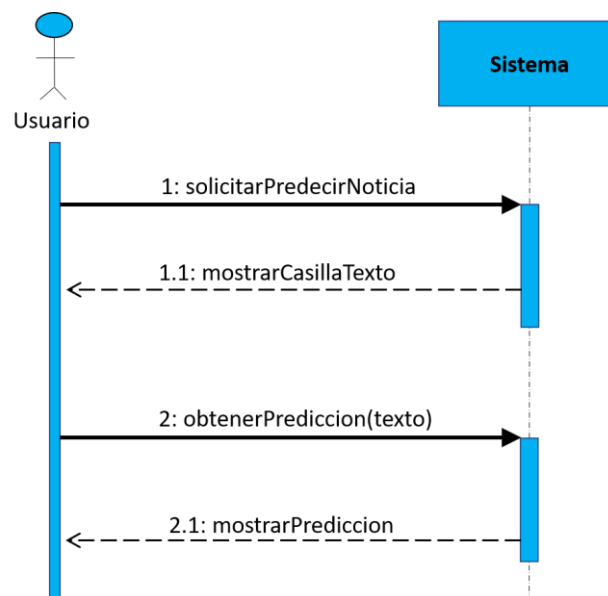 Sistema
Usuario
1: solicitarPredecirNoticia
1.1: mostrarCasillaTexto
2: obtenerPrediccion(texto)
2.1: mostrarPrediccion